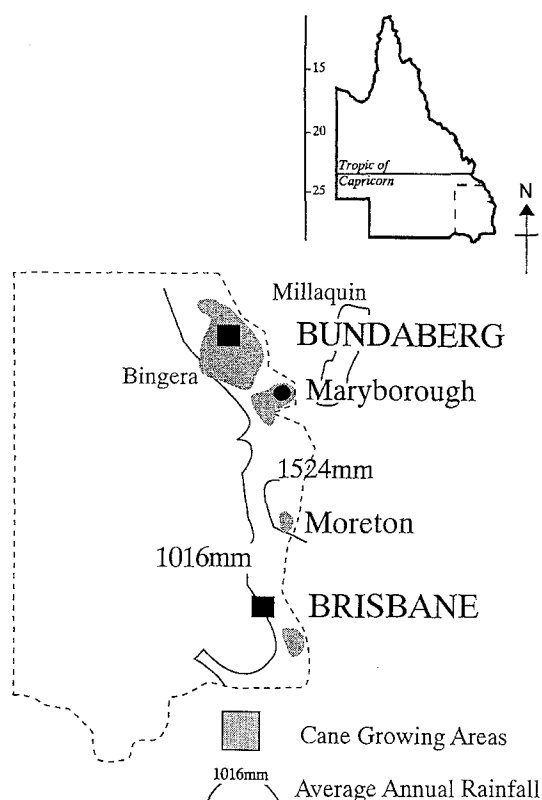 15
20
Tropic of
Capricorn
25
N
Millaquin
BUNDABERG
Bingera
Maryborough
1524mm
Moreton
1016mm
BRISBANE
Cane Growing Areas
1016mm
Average Annual Rainfall